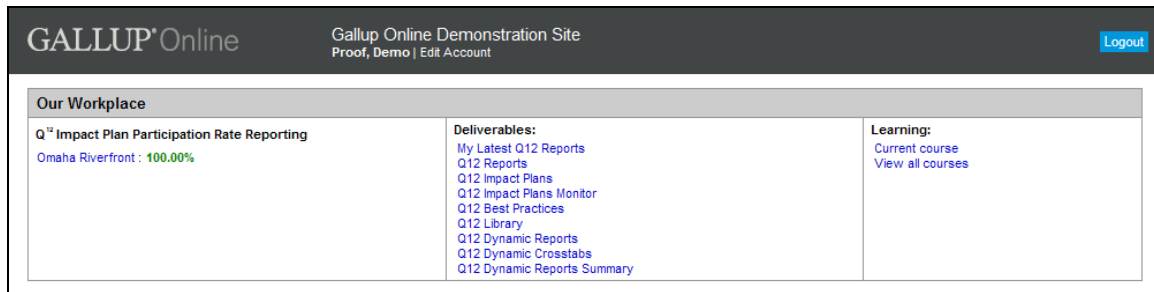 GALLUP® Online
Gallup Online Demonstration Site
Proof, Demo | Edit Account
Logout
Our Workplace
Q¹² Impact Plan Participation Rate Reporting
Omaha Riverfront : 100.00%
Deliverables:
My Latest Q12 Reports
Q12 Reports
Q12 Impact Plans
Q12 Impact Plans Monitor
Q12 Best Practices
Q12 Library
Q12 Dynamic Reports
Q12 Dynamic Crosstabs
Q12 Dynamic Reports Summary
Learning:
Current course
View all courses